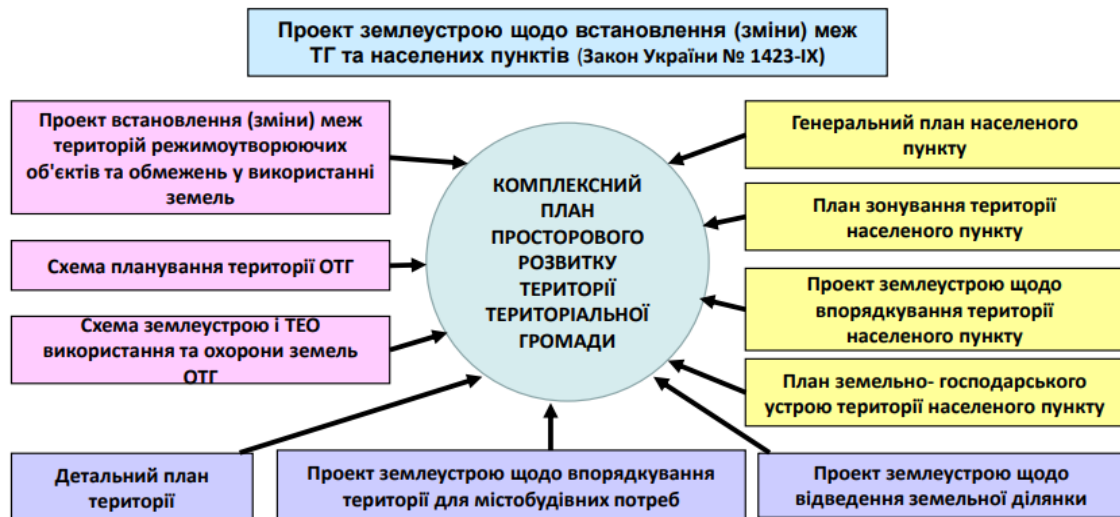 Проект землеустрою щодо встановлення (зміни) меж
ТГ та населених пунктів (Закон України № 1423-IX)
Проект встановлення (зміни) меж
територій режимоутворюючих
об'єктів та обмежень у використанні
земель
Схема планування території ОТГ
Схема землеустрою і ТЕО
використання та охорони земель
ОТГ
КОМПЛЕКСНИЙ
ПЛАН
ПРОСТОРОВОГО
РОЗВИТКУ
ТЕРИТОРІЇ
ТЕРИТОРІАЛЬНОЇ
ГРОМАДИ
Генеральний план населеного
пункту
План зонування території
населеного пункту
Проект землеустрою щодо
впорядкування території
населеного пункту
План земельно- господарського
устрою території населеного пункту
Детальний план
території
Проект землеустрою щодо впорядкування
території для містобудівних потреб
Проект землеустрою щодо
відведення земельної ділянки